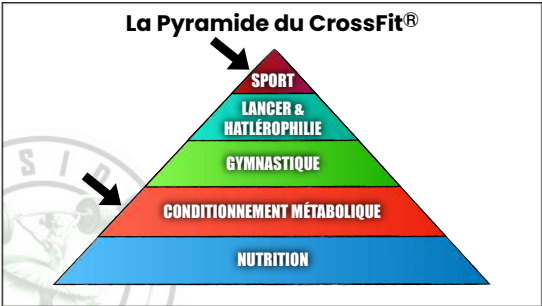 La Pyramide du CrossFit®
SPORT
LANCER &
HATLÉROPHILIE
GYMNASTIQUE
CONDITIONNEMENT MÉTABOLIQUE
NUTRITION